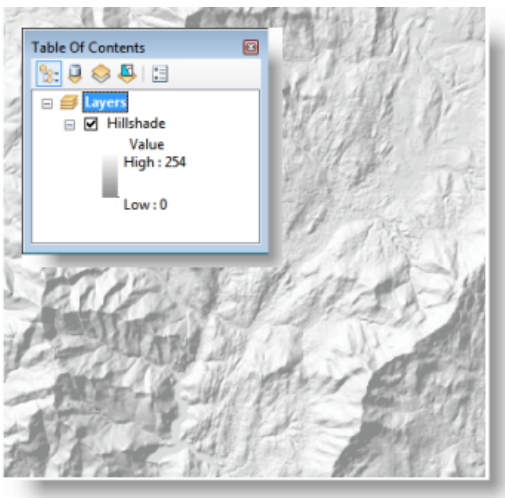 Table Of Contents
Layers
Hillshade
Value
High : 254
Low : 0